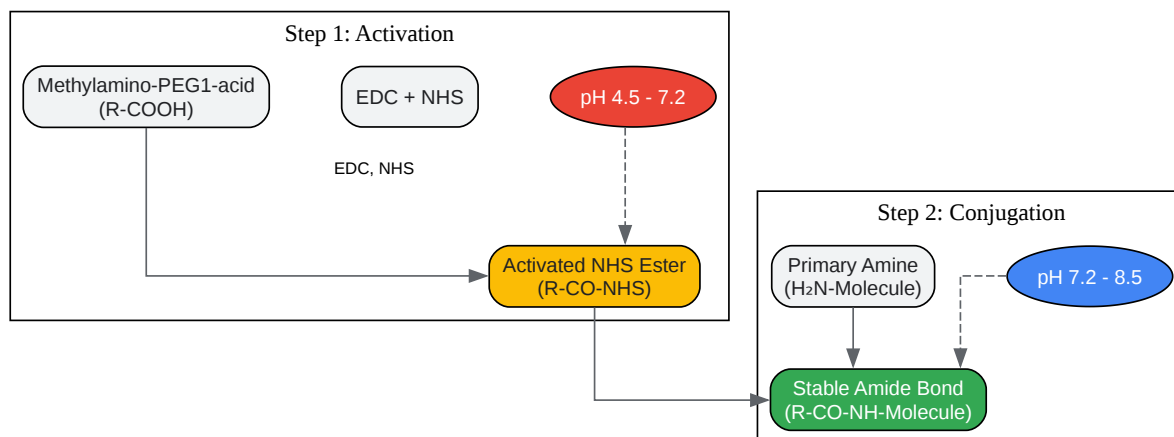 Step 1: Activation
Methylamino-PEG1-acid
(R-COOH)
EDC + NHS
pH 4.5 - 7.2
EDC, NHS
Activated NHS Ester
(R-CO-NHS)
Step 2: Conjugation
Primary Amine
(H₂N-Molecule)
pH 7.2 - 8.5
Stable Amide Bond
(R-CO-NH-Molecule)